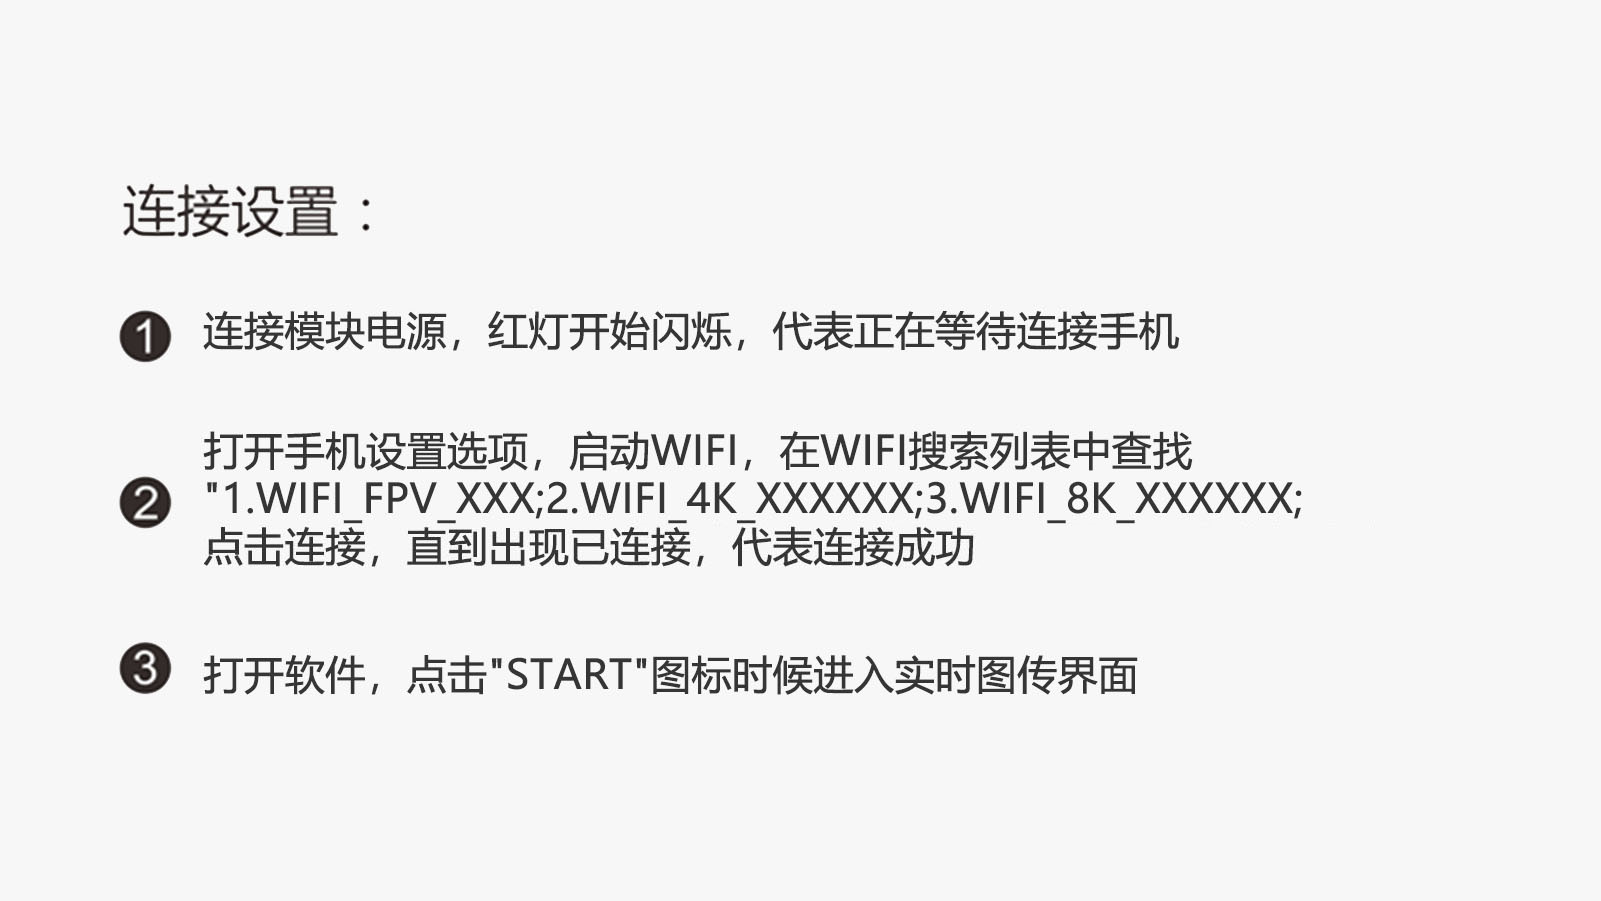 连接设置：
1 连接模块电源，红灯开始闪烁，代表正在等待连接手机
打开手机设置选项，启动WIFI，在WIFI搜索列表中查找
2 "1.WIFI_FPV_XXX;2.WIFI_4K_XXXXXX;3.WIFI_8K_XXXXXX;
点击连接，直到出现已连接，代表连接成功
3 打开软件，点击"START"图标时候进入实时图传界面